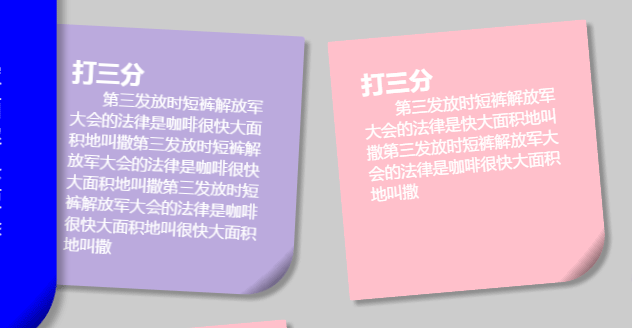 打三分
第三发放时短裤解放军
大会的法律是咖啡很快大面
积地叫撒第三发放时短裤解
放军大会的法律是咖啡很快
大面积地叫撒第三发放时短
裤解放军大会的法律是咖啡
很快大面积地叫很快大面积
地叫撒
打三分
第三发放时短裤解放军
大会的法律是快大面积地叫
撒第三发放时短裤解放军大
会的法律是咖啡很快大面积
地叫撒